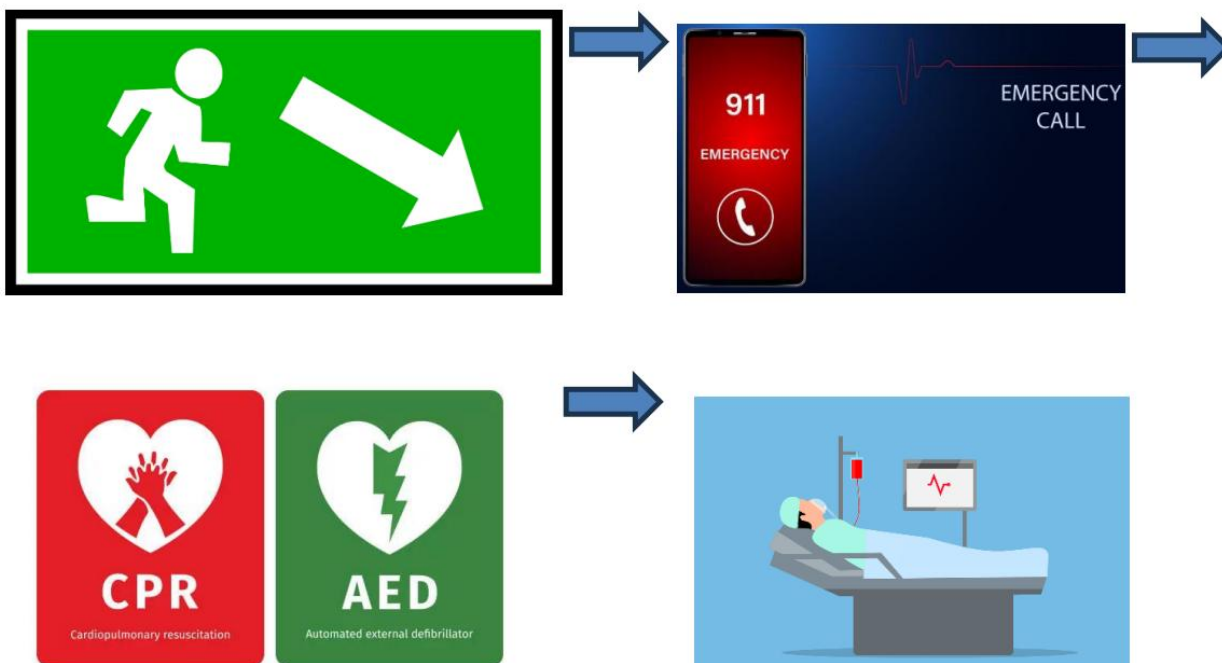 911
EMERGENCY
EMERGENCY
CALL
CPR
Cardiopulmonary resuscitation
AED
Automated external defibrillator